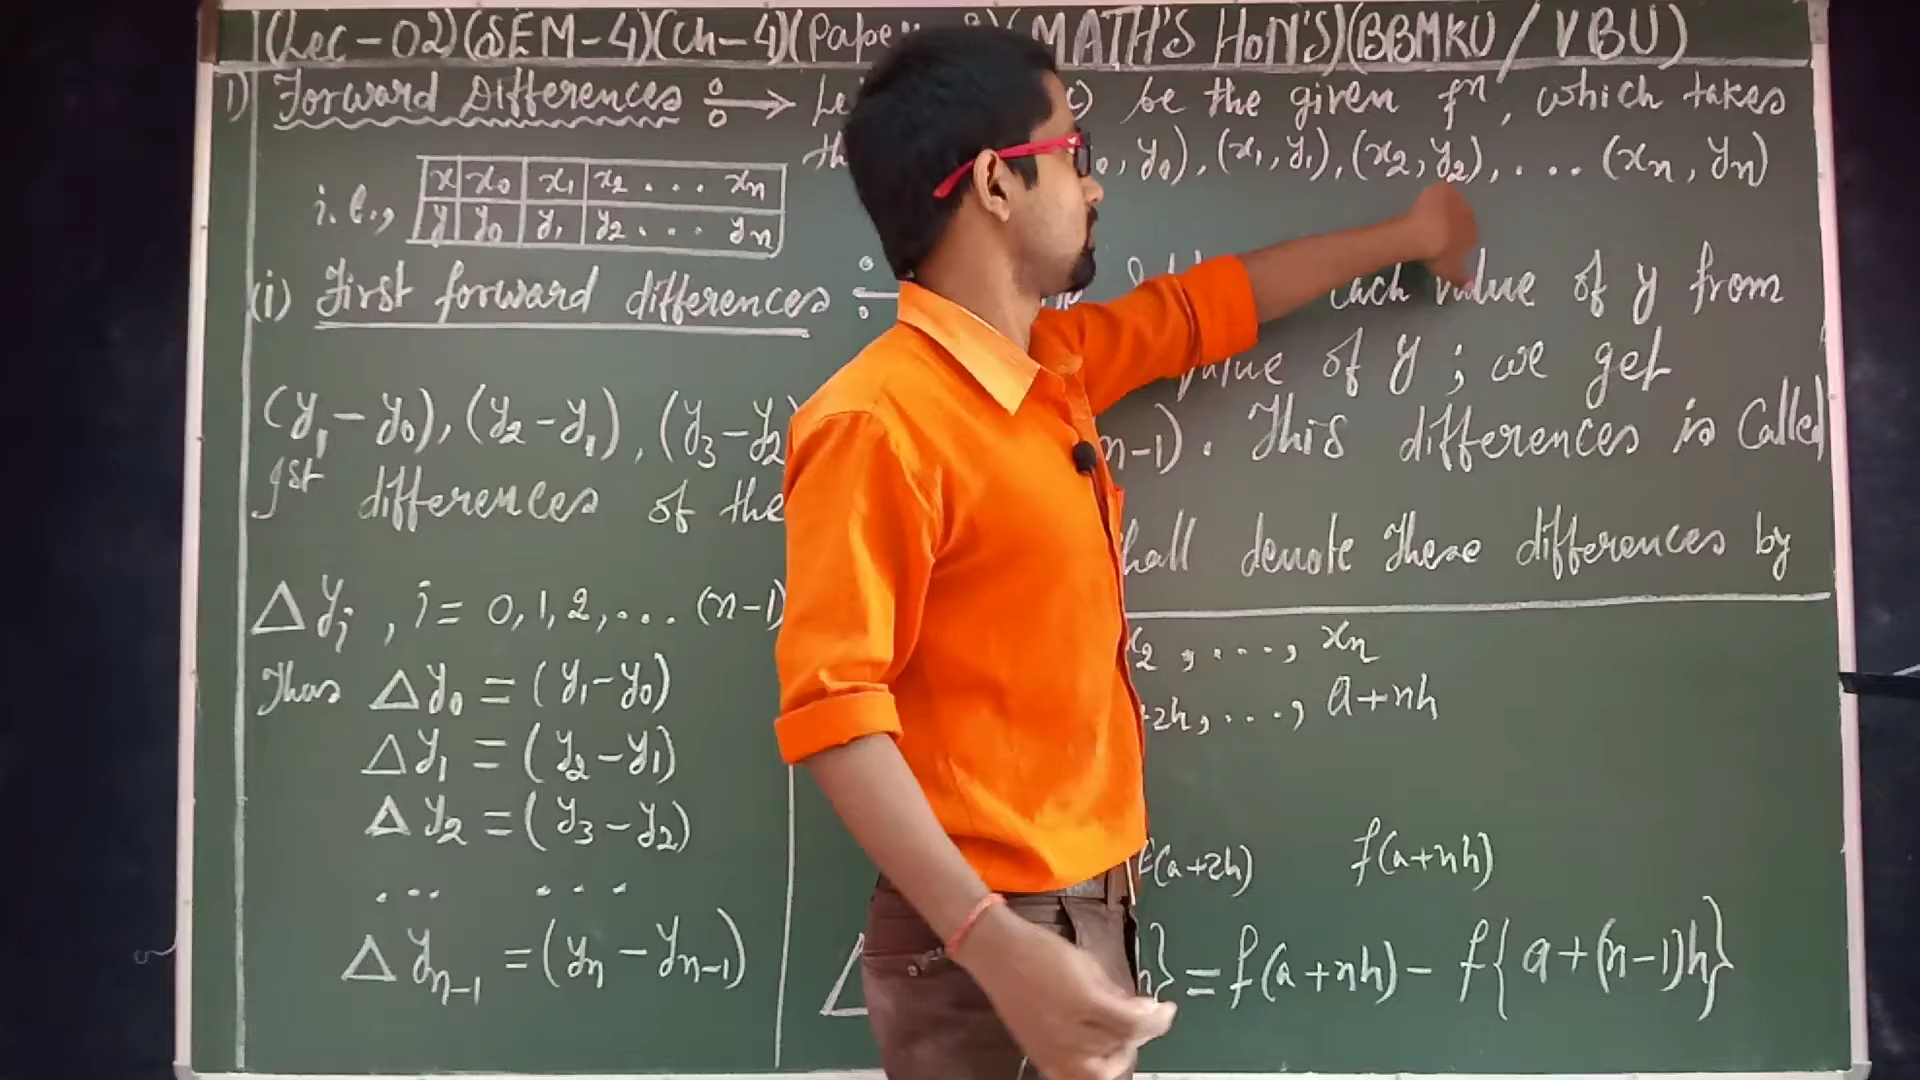 (Lec-02)(SEM-4)(Ch-4)(Pape MATH'S HON'S)(BBMKU/VBU)
1) Forward Differences ÷→ be the given fⁿ, which takes
y₀), (x₁, y₁), (x₂, y₂), .... (xₙ, yₙ)
i.e., x x₀ x₁ x₂ ... xₙ
y y₀ y₁ y₂ ... yₙ
(i) First forward differences each value of y from
value of y ; we get
(y₁-y₀), (y₂-y₁), (y₃-y₂ n-1). This differences is Called
Ist differences of the
denote these differences by
Δyᵢ, i = 0, 1, 2, ... (n-1)
x₂, ...., xₙ
Thus Δy₀ = (y₁-y₀)
2h, ...., a+nh
Δy₁ = (y₂-y₁)
Δy₂ = (y₃-y₂)
f(a+2h) f(a+nh)
... ...
Δyₙ₋₁ = (yₙ-yₙ₋₁)
Δ h} = f(a+nh) - f{a+(n-1)h}